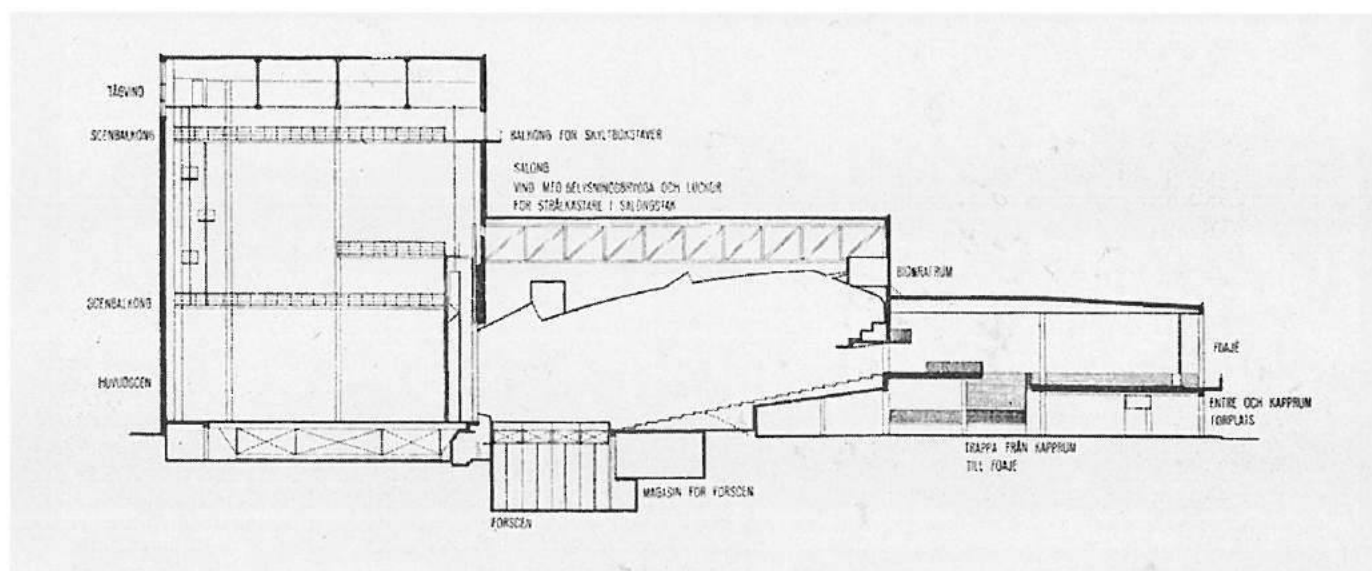 TÅGVIND
SCENBALKONG
BALKONG FÖR SKYLTBOKSTÄVER
SALONG
VIND MED BELYSNINGSBRYGGA OCH LUCKOR
FÖR STRÅLKASTARE I SALONGSTAK
BIOMRATRUM
SCENBALKONG
FOAJÉ
HUVUDSCEN
ENTRE OCH KAPPRUM
FÖRPLATS
TRAPPA FRÅN KAPPRUM
TILL FOAJÉ
MAGASIN FÖR FÖRSCEN
FÖRSCEN